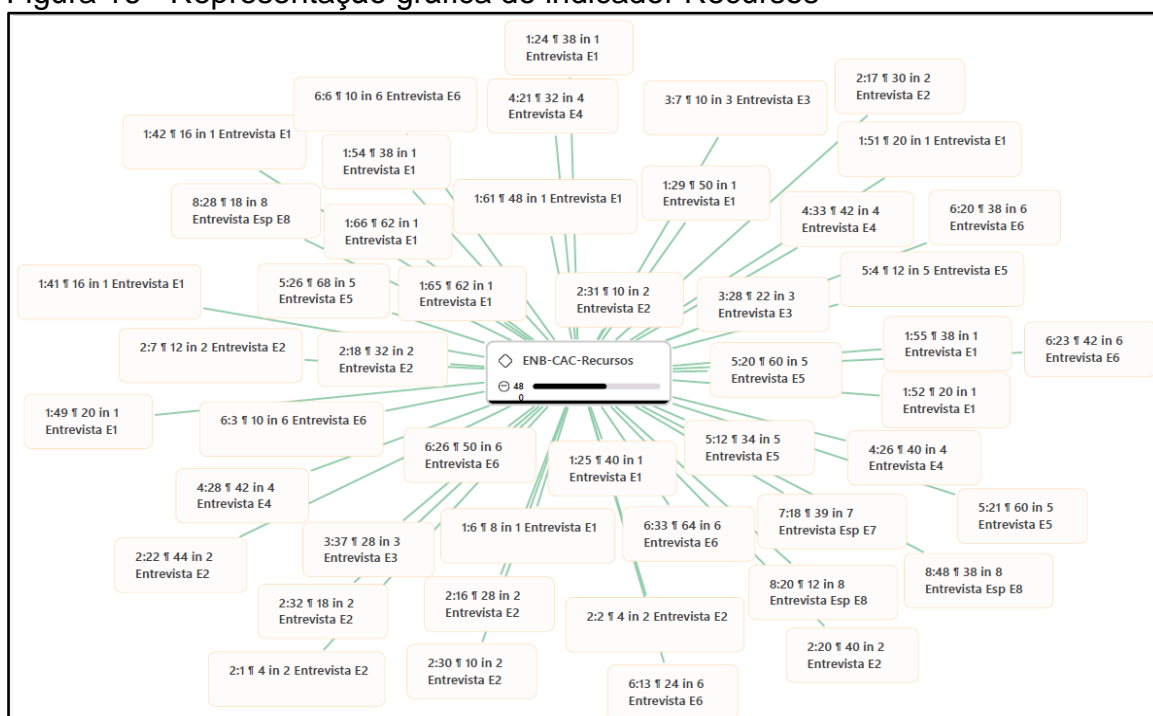 1:24 ¶ 38 in 1
Entrevista E1
6:6 ¶ 10 in 6 Entrevista E6
4:21 ¶ 32 in 4
Entrevista E4
3:7 ¶ 10 in 3 Entrevista E3
2:17 ¶ 30 in 2
Entrevista E2
1:42 ¶ 16 in 1 Entrevista E1
1:54 ¶ 38 in 1
Entrevista E1
1:51 ¶ 20 in 1 Entrevista E1
8:28 ¶ 18 in 8
Entrevista Esp E8
1:61 ¶ 48 in 1 Entrevista E1
1:29 ¶ 50 in 1
Entrevista E1
1:66 ¶ 62 in 1
Entrevista E1
4:33 ¶ 42 in 4
Entrevista E4
6:20 ¶ 38 in 6
Entrevista E6
1:41 ¶ 16 in 1 Entrevista E1
5:26 ¶ 68 in 5
Entrevista E5
1:65 ¶ 62 in 1
Entrevista E1
2:31 ¶ 10 in 2
Entrevista E2
3:28 ¶ 22 in 3
Entrevista E3
5:4 ¶ 12 in 5 Entrevista E5
2:7 ¶ 12 in 2 Entrevista E2
2:18 ¶ 32 in 2
Entrevista E2
ENB-CAC-Recursos
48
0
5:20 ¶ 60 in 5
Entrevista E5
1:55 ¶ 38 in 1
Entrevista E1
6:23 ¶ 42 in 6
Entrevista E6
1:49 ¶ 20 in 1
Entrevista E1
6:3 ¶ 10 in 6 Entrevista E6
1:52 ¶ 20 in 1
Entrevista E1
6:26 ¶ 50 in 6
Entrevista E6
1:25 ¶ 40 in 1
Entrevista E1
5:12 ¶ 34 in 5
Entrevista E5
4:26 ¶ 40 in 4
Entrevista E4
4:28 ¶ 42 in 4
Entrevista E4
5:21 ¶ 60 in 5
Entrevista E5
3:37 ¶ 28 in 3
Entrevista E3
1:6 ¶ 8 in 1 Entrevista E1
6:33 ¶ 64 in 6
Entrevista E6
7:18 ¶ 39 in 7
Entrevista Esp E7
2:22 ¶ 44 in 2
Entrevista E2
8:48 ¶ 38 in 8
Entrevista Esp E8
2:32 ¶ 18 in 2
Entrevista E2
2:16 ¶ 28 in 2
Entrevista E2
2:2 ¶ 4 in 2 Entrevista E2
8:20 ¶ 12 in 8
Entrevista Esp E8
2:1 ¶ 4 in 2 Entrevista E2
2:30 ¶ 10 in 2
Entrevista E2
2:20 ¶ 40 in 2
Entrevista E2
6:13 ¶ 24 in 6
Entrevista E6